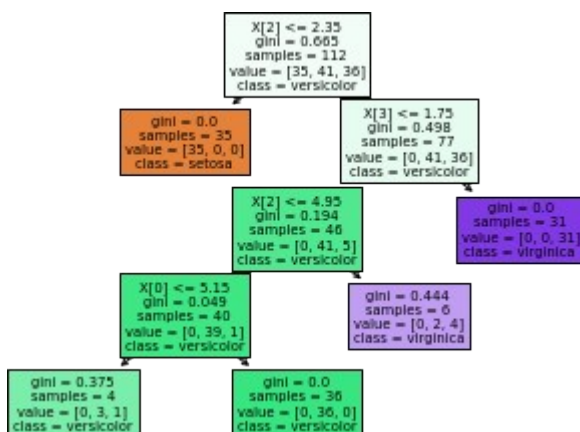 X[2] <= 2.35
gini = 0.665
samples = 112
value = [35, 41, 36]
class = versicolor
gini = 0.0
samples = 35
value = [35, 0, 0]
class = setosa
X[3] <= 1.75
gini = 0.498
samples = 77
value = [0, 41, 36]
class = versicolor
X[2] <= 4.95
gini = 0.194
samples = 46
value = [0, 41, 5]
class = versicolor
gini = 0.0
samples = 31
value = [0, 0, 31]
class = virginica
X[0] <= 5.15
gini = 0.049
samples = 40
value = [0, 39, 1]
class = versicolor
gini = 0.444
samples = 6
value = [0, 2, 4]
class = virginica
gini = 0.375
samples = 4
value = [0, 3, 1]
class = versicolor
gini = 0.0
samples = 36
value = [0, 36, 0]
class = versicolor